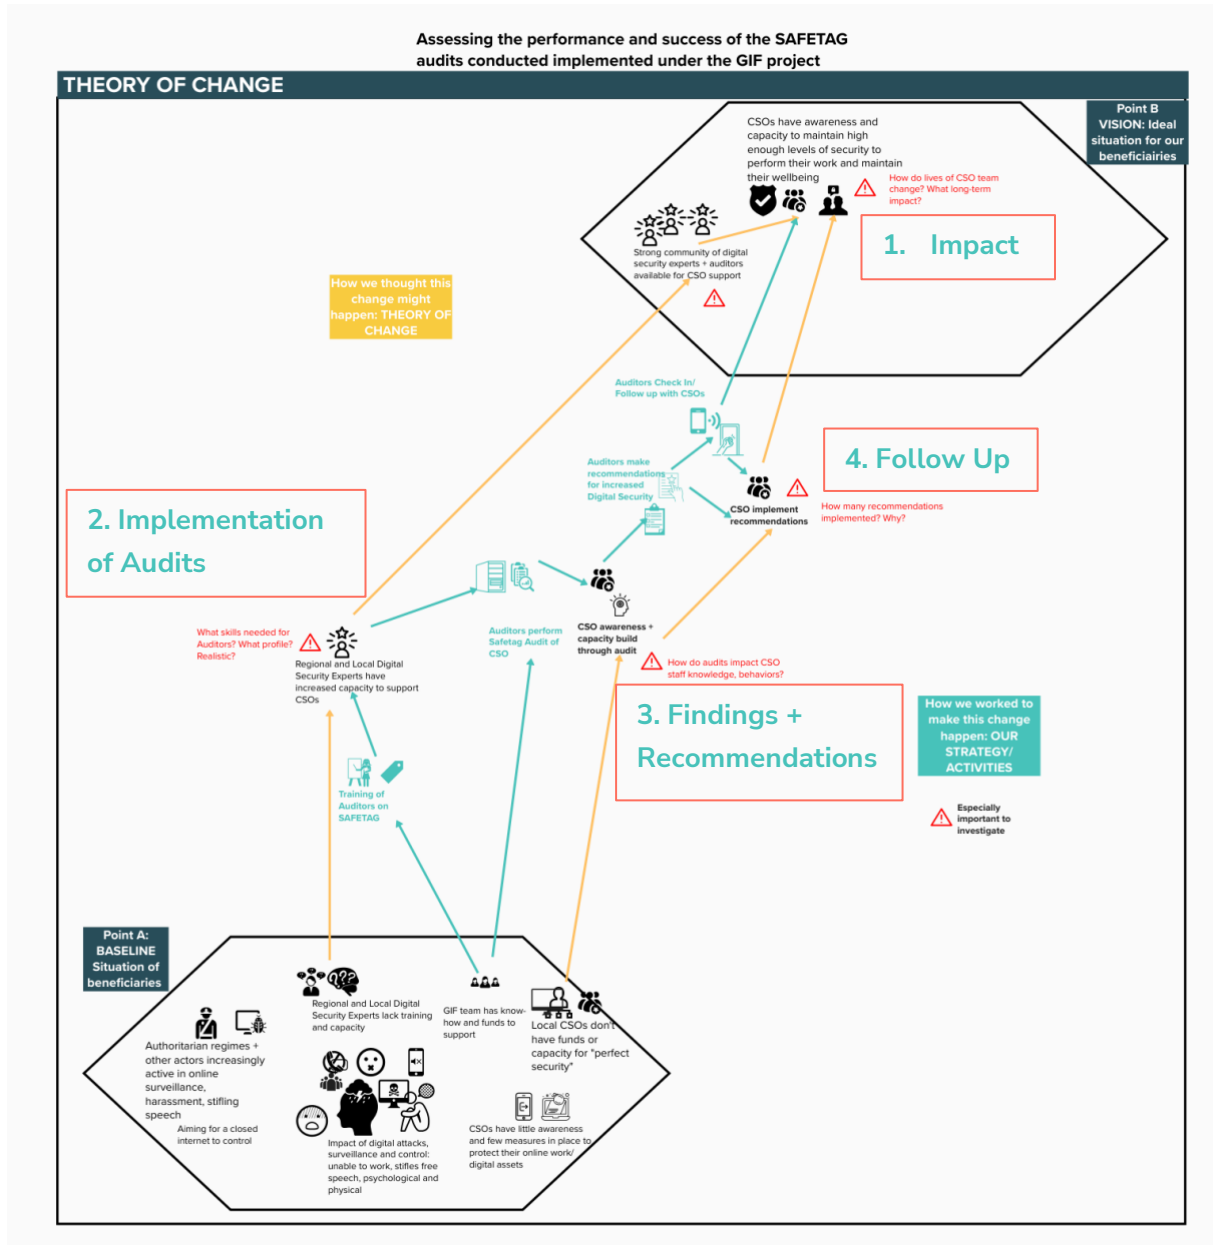 Assessing the performance and success of the SAFETAG
audits conducted implemented under the GIF project
THEORY OF CHANGE
Point B
VISION: Ideal
situation for our
beneficiairies
CSOs have awareness and
capacity to maintain high
enough levels of security to
perform their work and maintain
their wellbeing
How do lives of CSO team
change? What long-term
impact?
1. Impact
Strong community of digital
security experts + auditors
available for CSO support
How we thought this
change might
happen: THEORY OF
CHANGE
Auditors Check In/
Follow up with CSOs
4. Follow Up
Auditors make
recommendations
for increased
Digital Security
CSO implement
recommendations
How many recommendations
implemented? Why?
2. Implementation
of Audits
What skills needed for
Auditors? What profile?
Realistic?
Regional and Local Digital
Security Experts have
increased capacity to support
CSOs
Auditors perform
Safetag Audit of
CSO
CSO awareness +
capacity build
through audit
How do audits impact CSO
staff knowledge, behaviors?
3. Findings +
Recommendations
How we worked to
make this change
happen: OUR
STRATEGY/
ACTIVITIES
Especially
important to
investigate
Training of
Auditors on
SAFETAG
Point A:
BASELINE
Situation of
beneficiaries
Regional and Local Digital
Security Experts lack training
and capacity
GIF team has know-
how and funds to
support
Local CSOs don't
have funds or
capacity for "perfect
security"
Authoritarian regimes +
other actors increasingly
active in online
surveillance,
harassment, stifling
speech
Aiming for a closed
internet to control
Impact of digital attacks,
surveillance and control:
unable to work, stifles free
speech, psychological and
physical
CSOs have little awareness
and few measures in place to
protect their online work/
digital assets